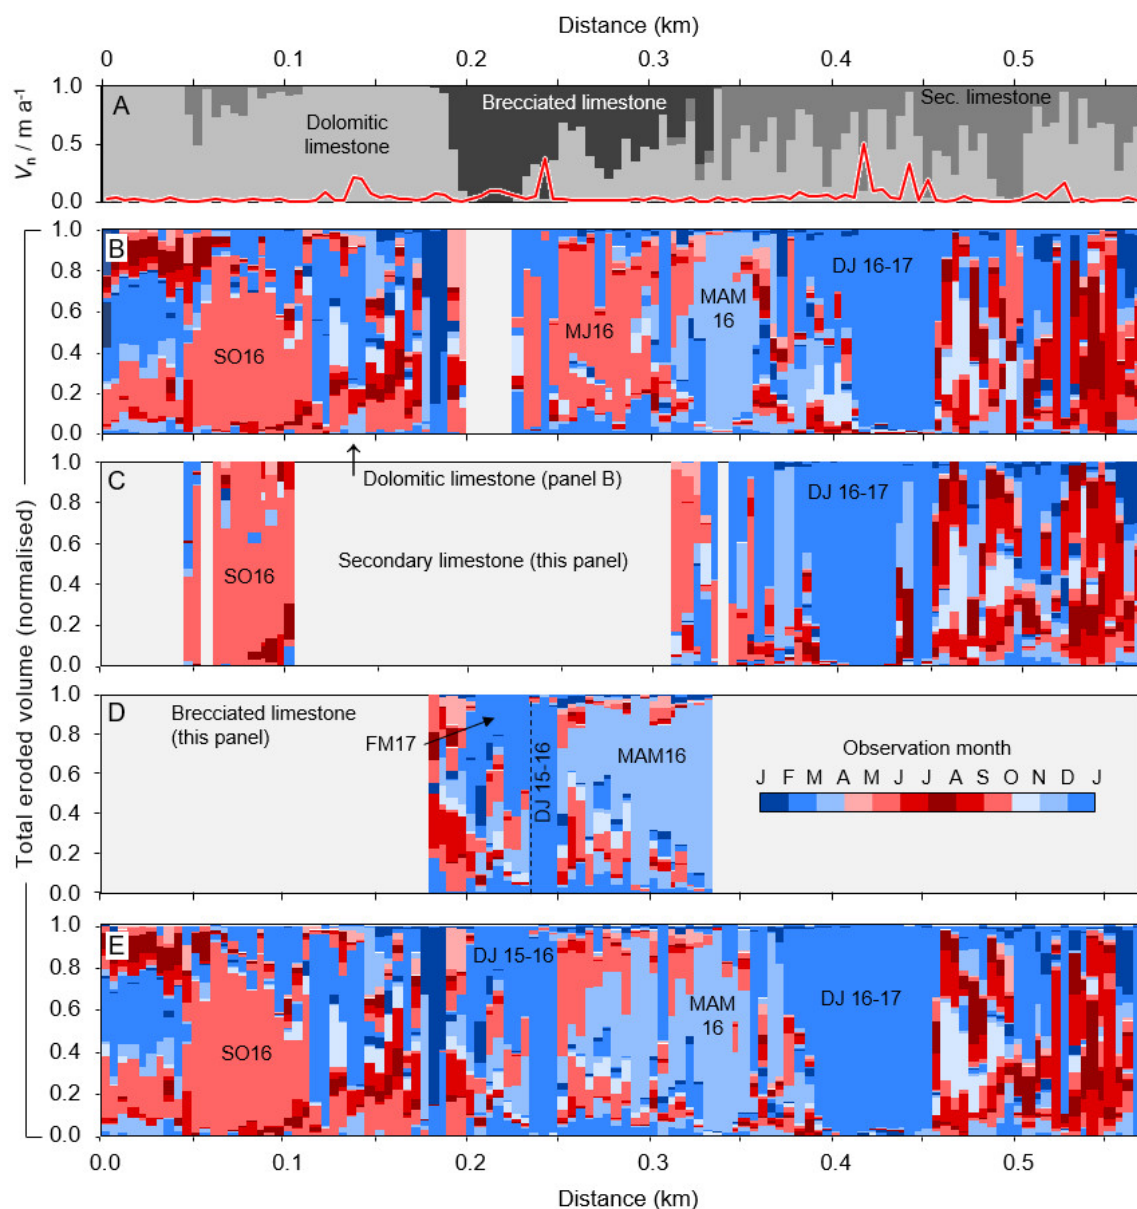 Distance (km)
0 0.1 0.2 0.3 0.4 0.5
Vn / m a-1
1.0
0.5
0.0
A
Dolomitic
limestone
Brecciated limestone
Sec. limestone
Total eroded volume (normalised)
1.0
0.8
0.6
0.4
0.2
0.0
B
SO16
MJ16
MAM
16
DJ 16-17
Dolomitic limestone (panel B)
1.0
0.8
0.6
0.4
0.2
0.0
C
SO16
Secondary limestone (this panel)
DJ 16-17
1.0
0.8
0.6
0.4
0.2
0.0
D
Brecciated limestone
(this panel)
FM17
DJ 15-16
MAM16
Observation month
J F M A M J J A S O N D J
1.0
0.8
0.6
0.4
0.2
0.0
E
SO16
DJ 15-16
MAM
16
DJ 16-17
0.0 0.1 0.2 0.3 0.4 0.5
Distance (km)